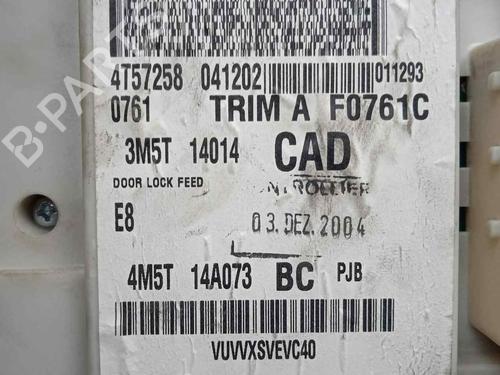 4T57258 041202 011293
0761 TRIM A F0761C
3M5T 14014 CAD
DOOR LOCK FEED
E8 03. DEZ. 2004
4M5T 14A073 BC PJB
VUVVXSVEVC40
B-PARTS